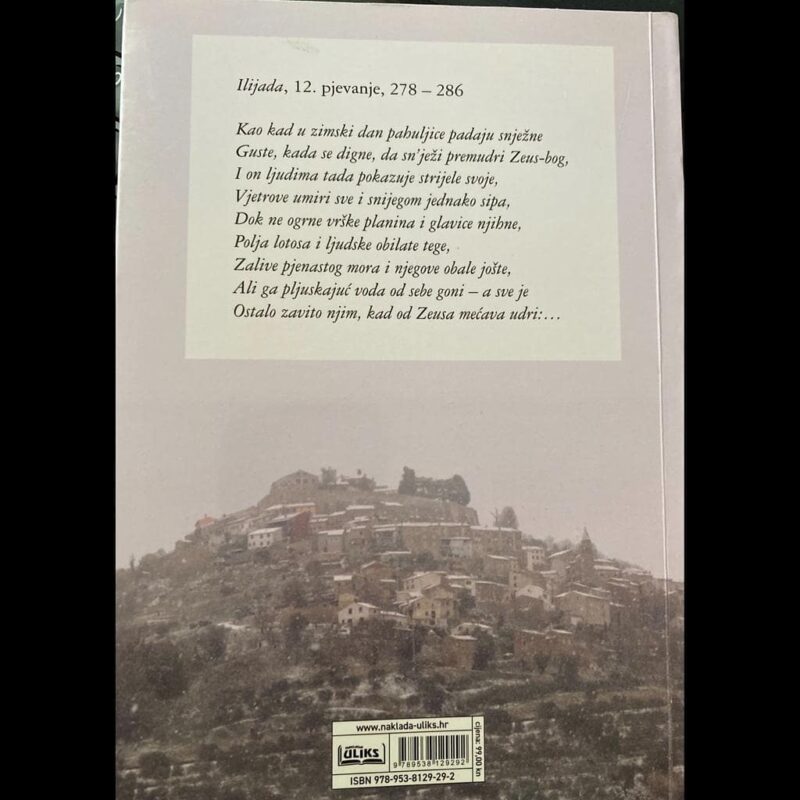 Ilijada, 12. pjevanje, 278 – 286
Kao kad u zimski dan pahuljice padaju snježne
Guste, kada se digne, da sn'ježi premudri Zeus-bog,
I on ljudima tada pokazuje strijele svoje,
Vjetrove umiri sve i snijegom jednako sipa,
Dok ne ogrne vrške planina i glavice njihne,
Polja lotosa i ljudske obilate tege,
Zalive pjenastog mora i njegove obale jošte,
Ali ga pljuskajuć voda od sebe goni – a sve je
Ostalo zavito njim, kad od Zeusa mećava udri:…
www.naklada-uliks.hr
ULIKS
9 789538 129292
cijena: 99,00 kn
ISBN 978-953-8129-29-2